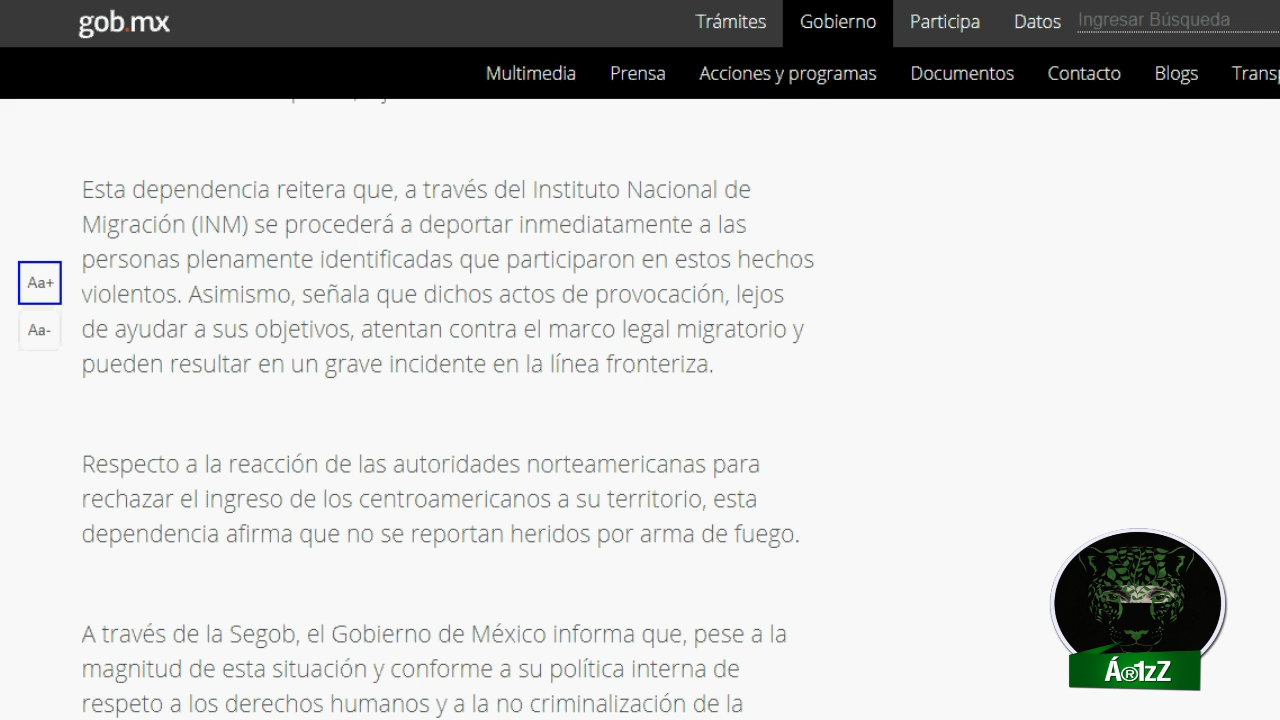 gob.mx
Trámites Gobierno Participa Datos Ingresar Búsqueda
Multimedia Prensa Acciones y programas Documentos Contacto Blogs
Esta dependencia reitera que, a través del Instituto Nacional de
Migración (INM) se procederá a deportar inmediatamente a las
personas plenamente identificadas que participaron en estos hechos
violentos. Asimismo, señala que dichos actos de provocación, lejos
de ayudar a sus objetivos, atentan contra el marco legal migratorio y
pueden resultar en un grave incidente en la línea fronteriza.
Aa+
Aa-
Respecto a la reacción de las autoridades norteamericanas para
rechazar el ingreso de los centroamericanos a su territorio, esta
dependencia afirma que no se reportan heridos por arma de fuego.
A través de la Segob, el Gobierno de México informa que, pese a la
magnitud de esta situación y conforme a su política interna de
respeto a los derechos humanos y a la no criminalización de la
Á®1zZ